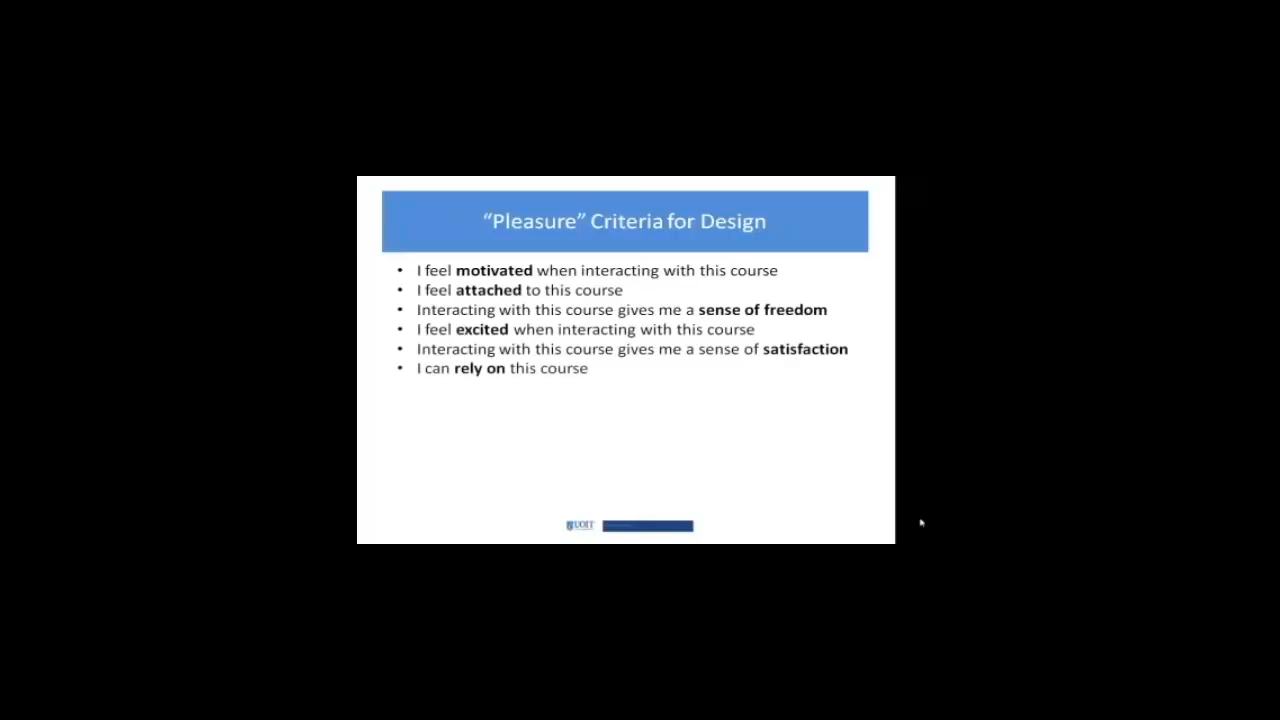 “Pleasure” Criteria for Design
• I feel motivated when interacting with this course
• I feel attached to this course
• Interacting with this course gives me a sense of freedom
• I feel excited when interacting with this course
• Interacting with this course gives me a sense of satisfaction
• I can rely on this course
UOIT